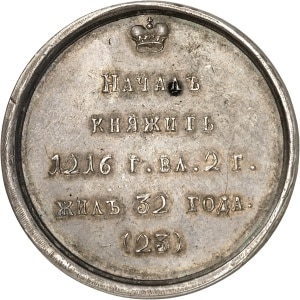 НАЧАЛЪ
КНЯЖИТЬ
1216 Г. ВЛ. 2 Г.
ЖИЛЪ 32 ГОДА.
(23)